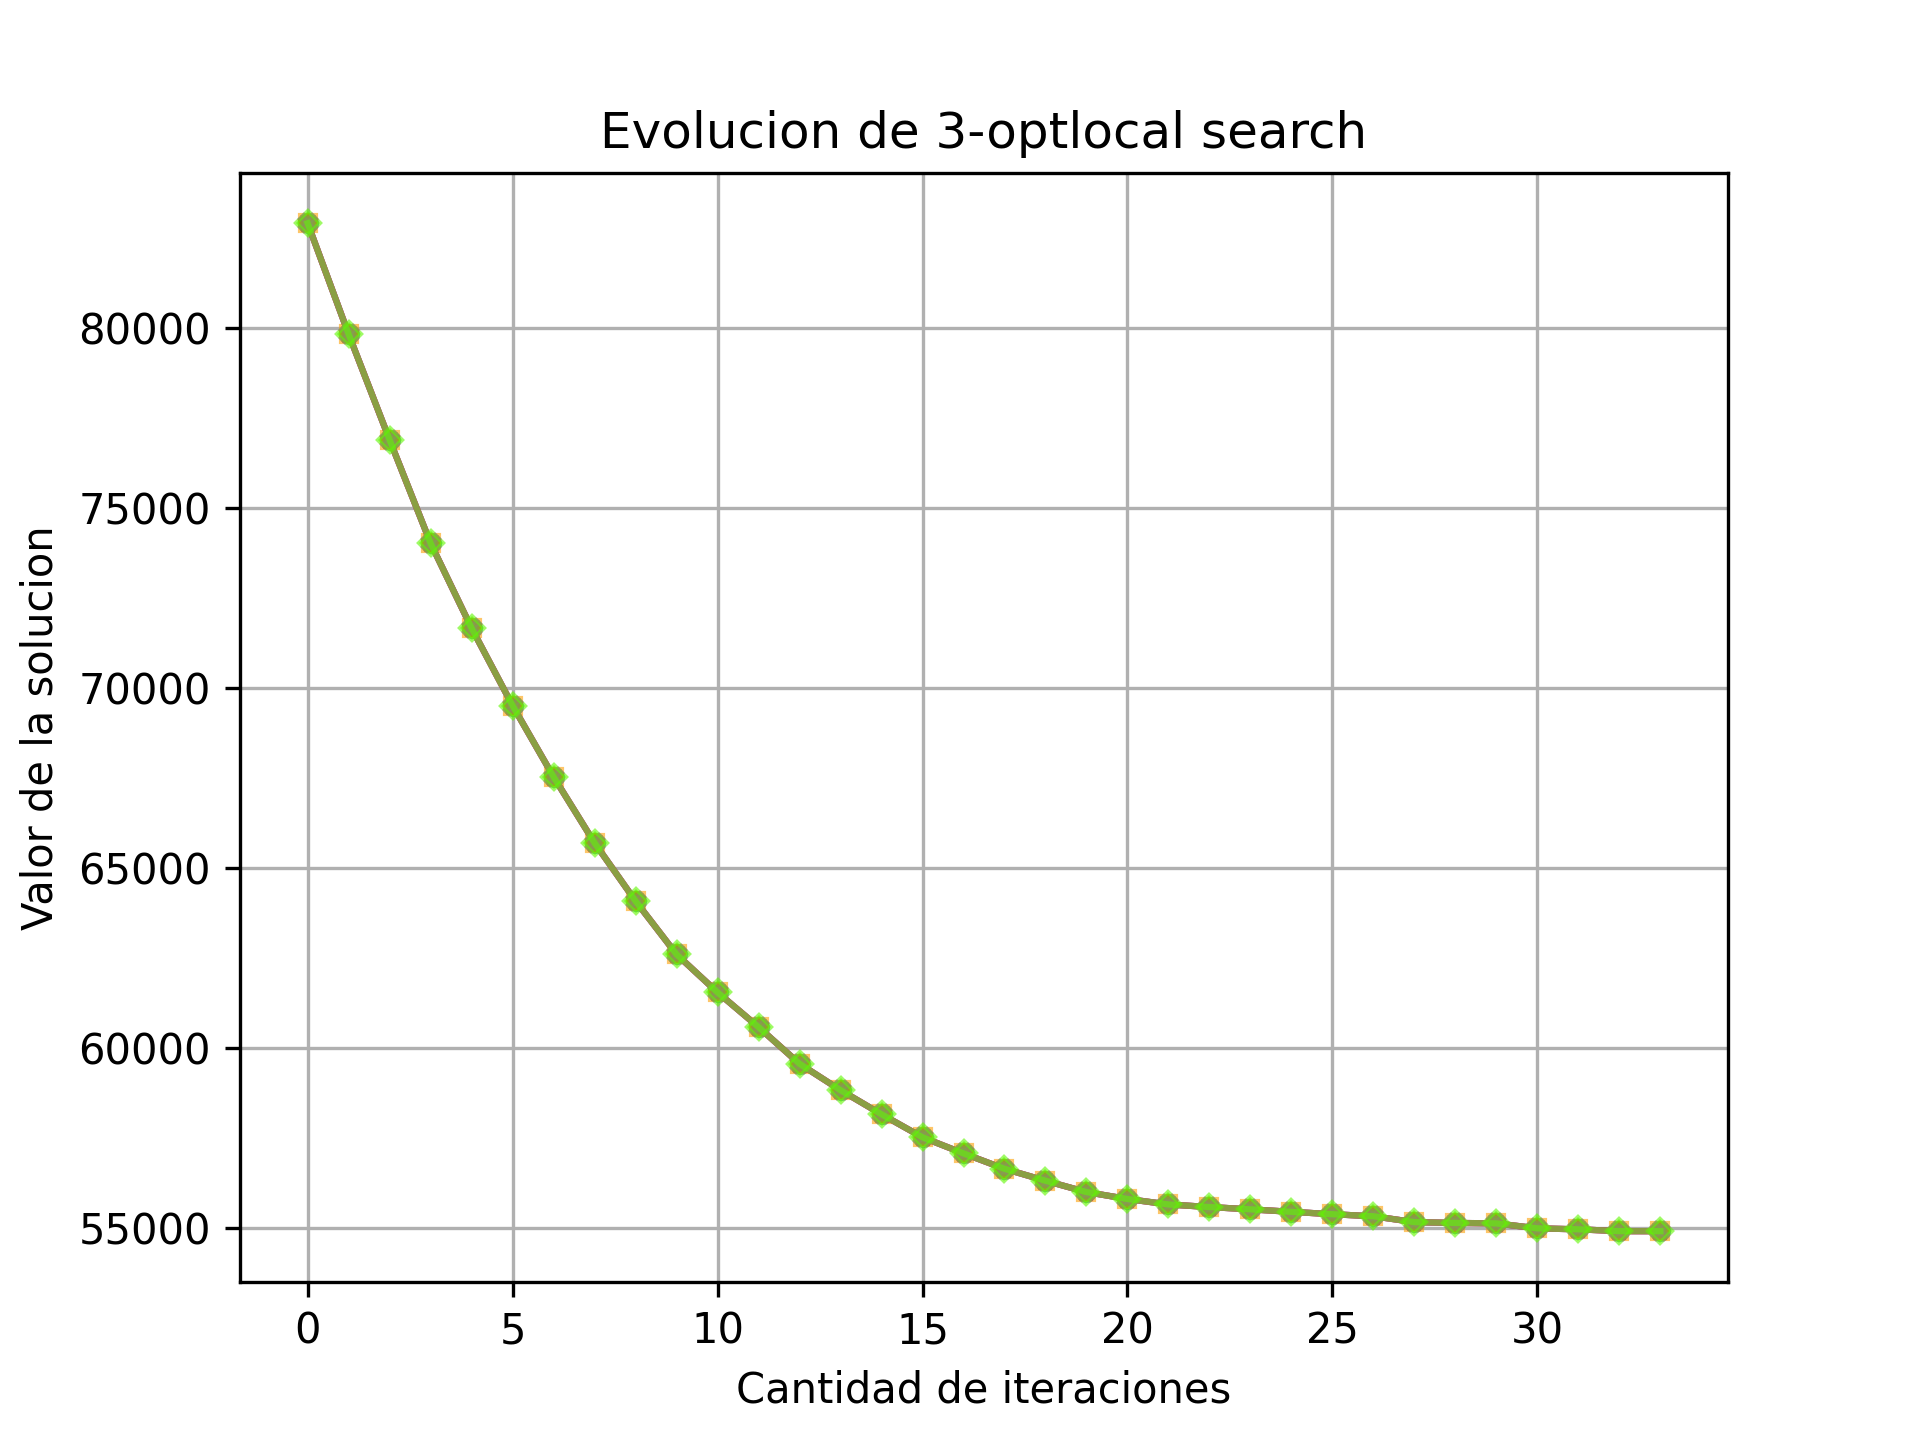 Evolucion de 3-optlocal search
Valor de la solucion
80000
75000
70000
65000
60000
55000
0 5 10 15 20 25 30
Cantidad de iteraciones